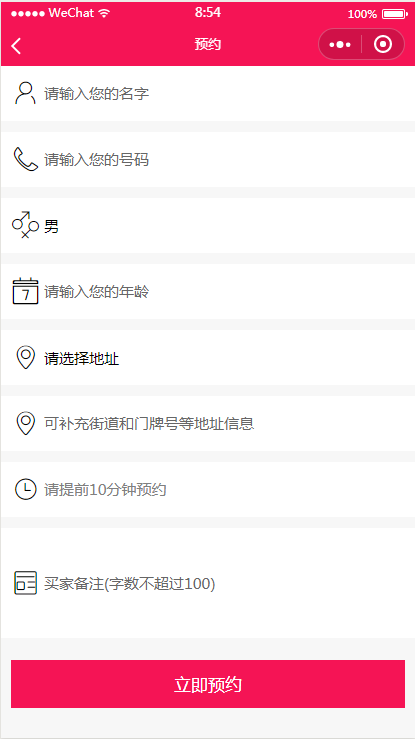 WeChat 8:54 100%
预约
请输入您的名字
请输入您的号码
男
7 请输入您的年龄
请选择地址
可补充街道和门牌号等地址信息
请提前10分钟预约
买家备注(字数不超过100)
立即预约